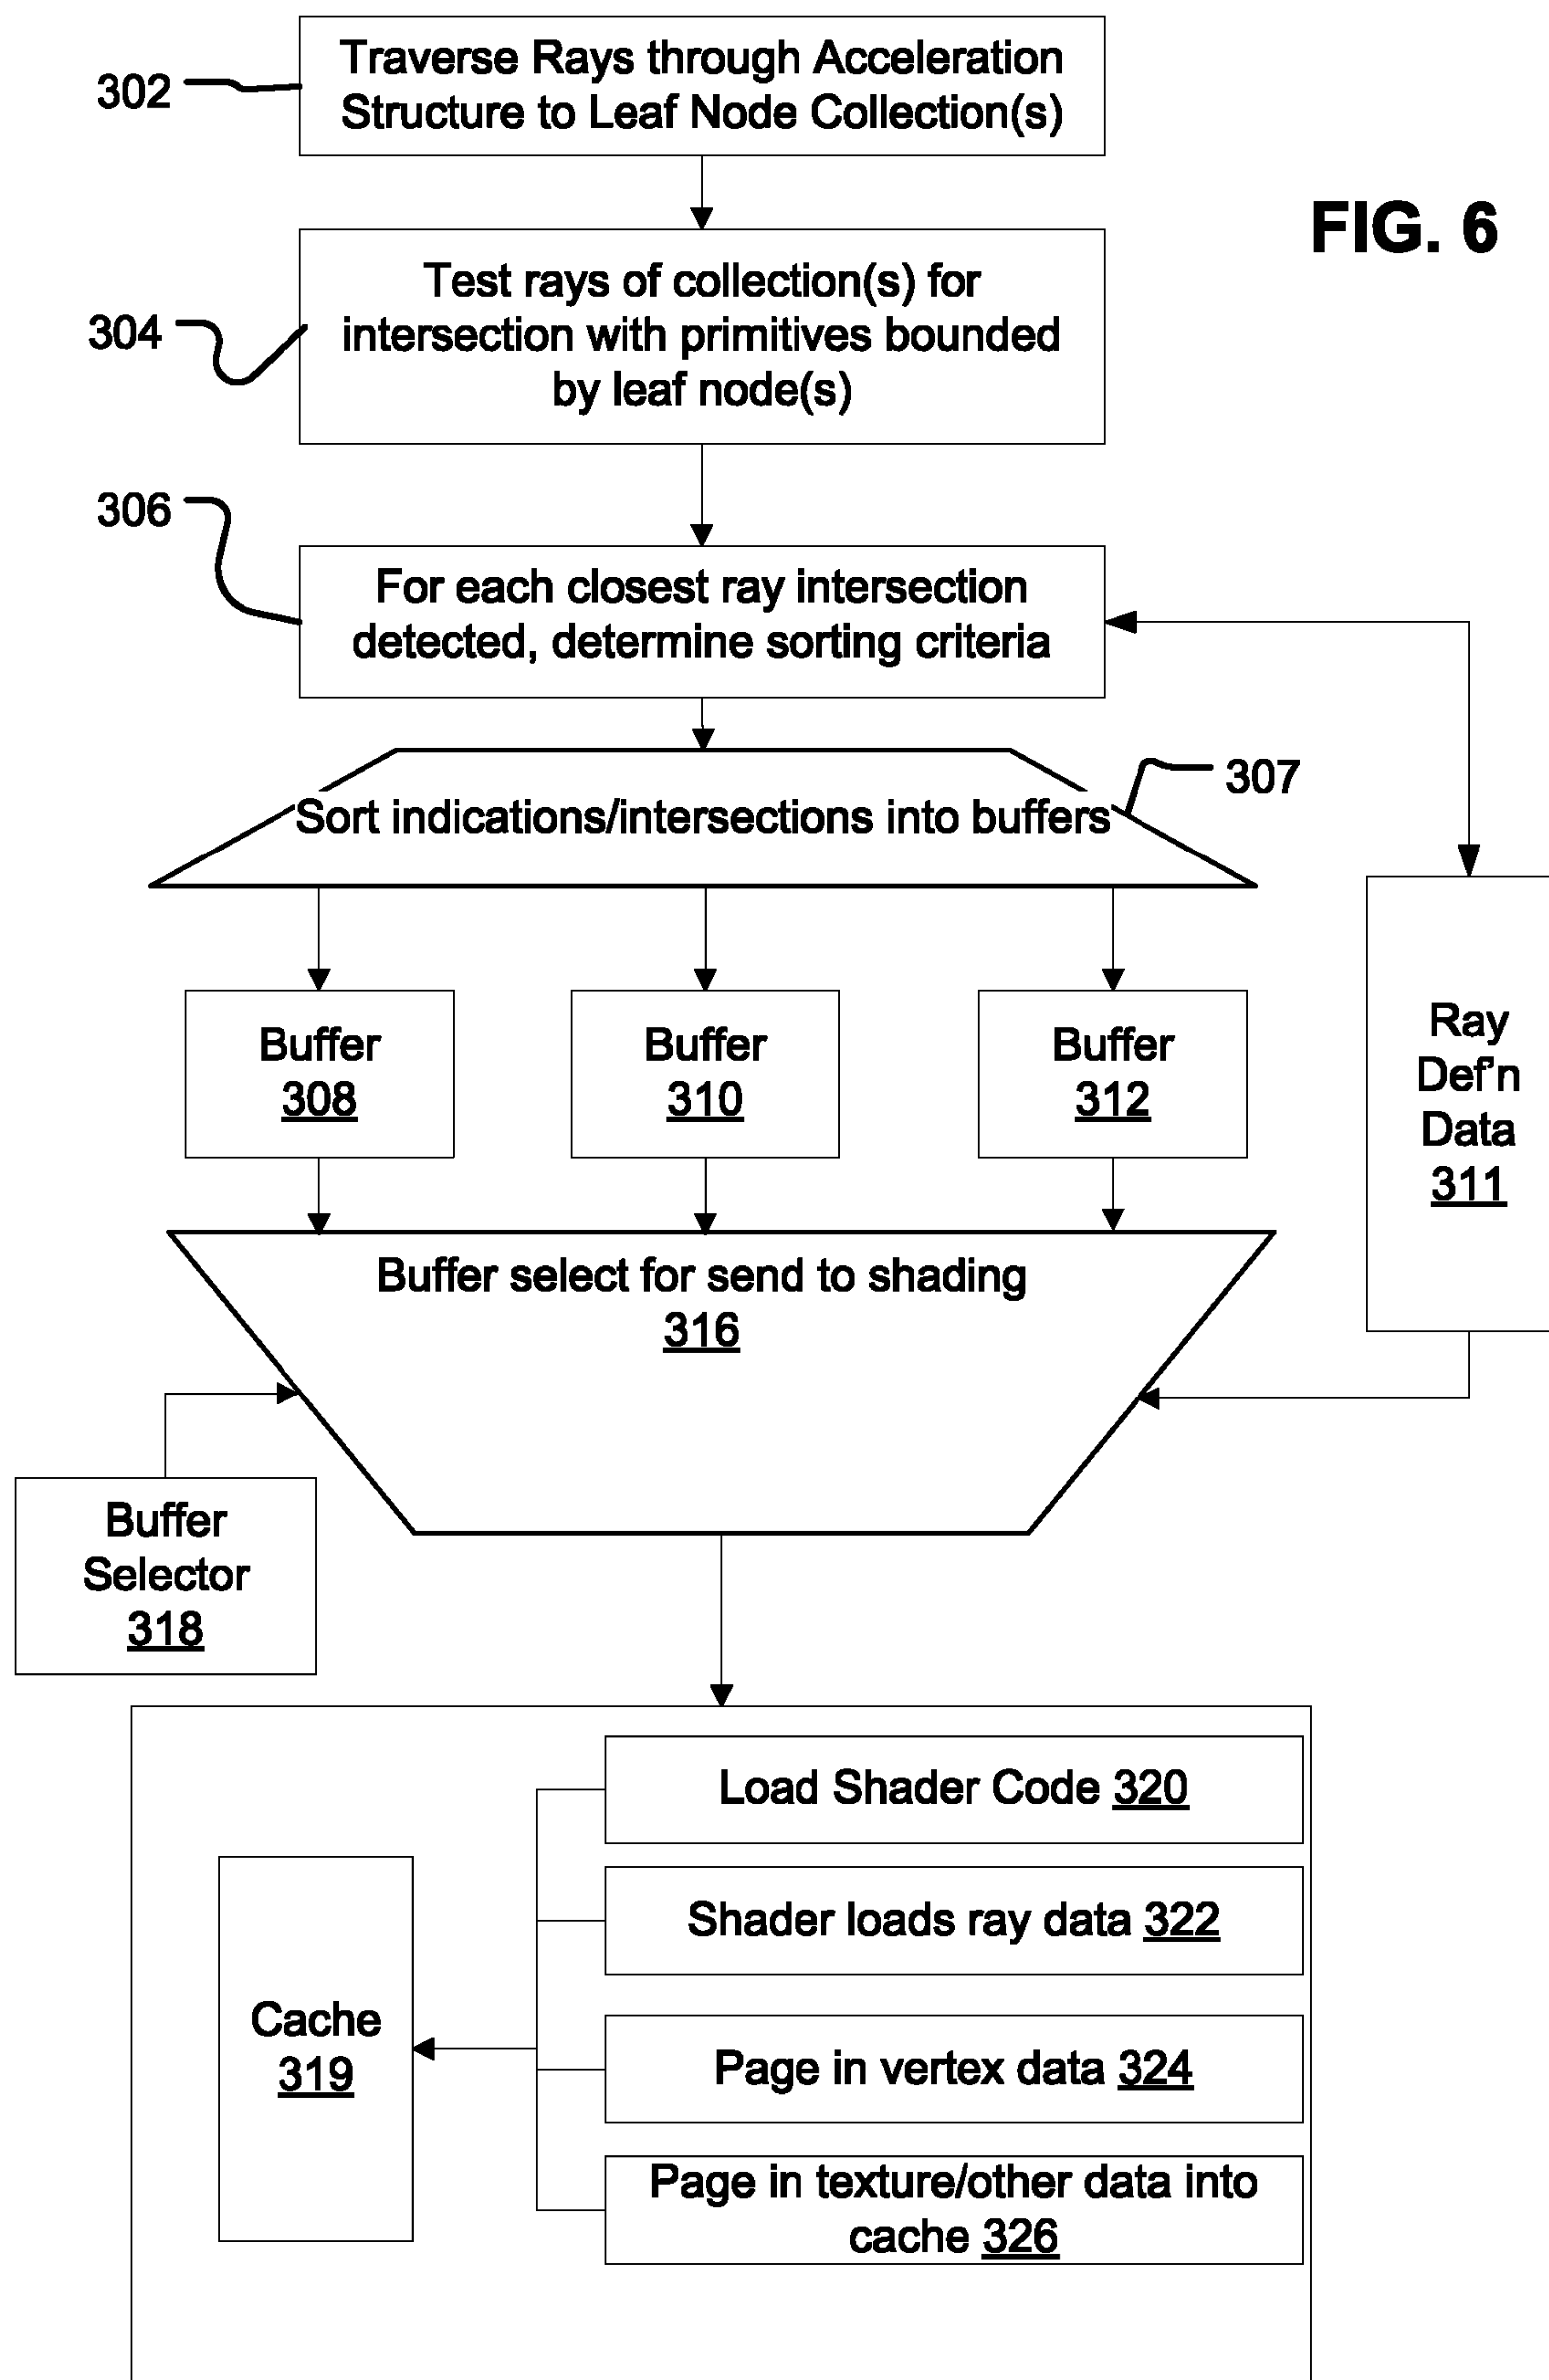 Traverse Rays through Acceleration
Structure to Leaf Node Collection(s)
302
FIG. 6
Test rays of collection(s) for
intersection with primitives bounded
by leaf node(s)
304
306
For each closest ray intersection
detected, determine sorting criteria
307
Sort indications/intersections into buffers
Buffer
308
Buffer
310
Buffer
312
Ray
Def'n
Data
311
Buffer select for send to shading
316
Buffer
Selector
318
Load Shader Code 320
Shader loads ray data 322
Cache
319
Page in vertex data 324
Page in texture/other data into
cache 326